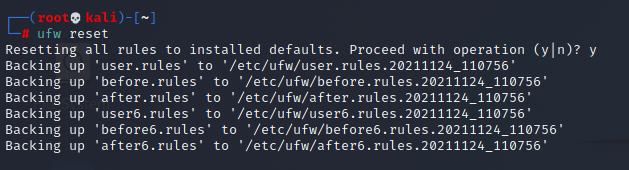 ┌──(root💀kali)-[~]
└─# ufw reset
Resetting all rules to installed defaults. Proceed with operation (y|n)? y
Backing up 'user.rules' to '/etc/ufw/user.rules.20211124_110756'
Backing up 'before.rules' to '/etc/ufw/before.rules.20211124_110756'
Backing up 'after.rules' to '/etc/ufw/after.rules.20211124_110756'
Backing up 'user6.rules' to '/etc/ufw/user6.rules.20211124_110756'
Backing up 'before6.rules' to '/etc/ufw/before6.rules.20211124_110756'
Backing up 'after6.rules' to '/etc/ufw/after6.rules.20211124_110756'